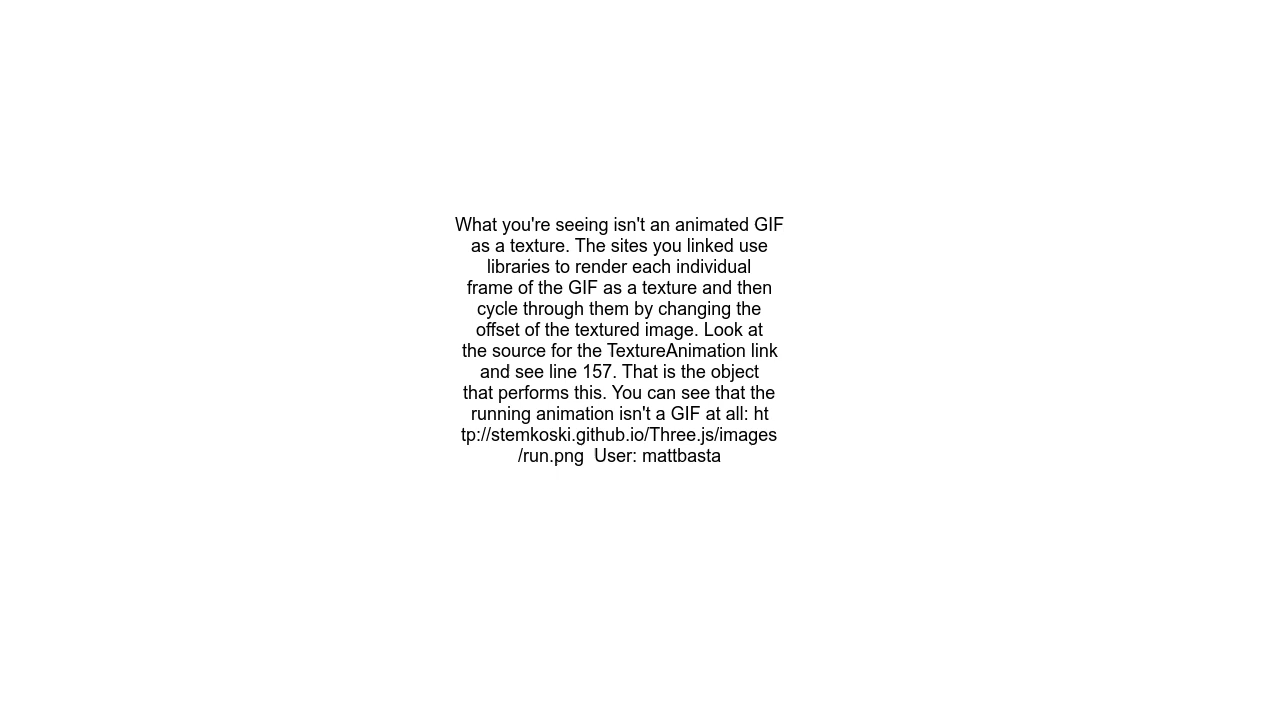 What you're seeing isn't an animated GIF
as a texture. The sites you linked use
libraries to render each individual
frame of the GIF as a texture and then
cycle through them by changing the
offset of the textured image. Look at
the source for the TextureAnimation link
and see line 157. That is the object
that performs this. You can see that the
running animation isn't a GIF at all: ht
tp://stemkoski.github.io/Three.js/images
/run.png  User: mattbasta